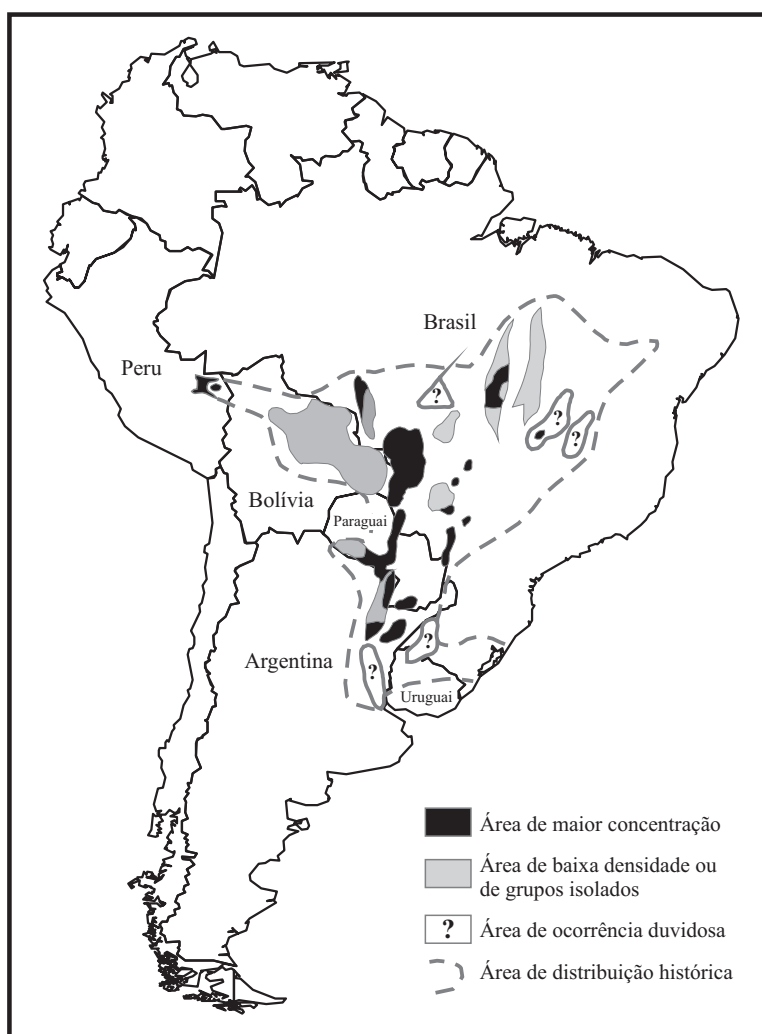 Brasil
Peru
?
?
?
Bolívia
Paraguai
?
Argentina
?
Uruguai
Área de maior concentração
Área de baixa densidade ou
de grupos isolados
? Área de ocorrência duvidosa
Área de distribuição histórica